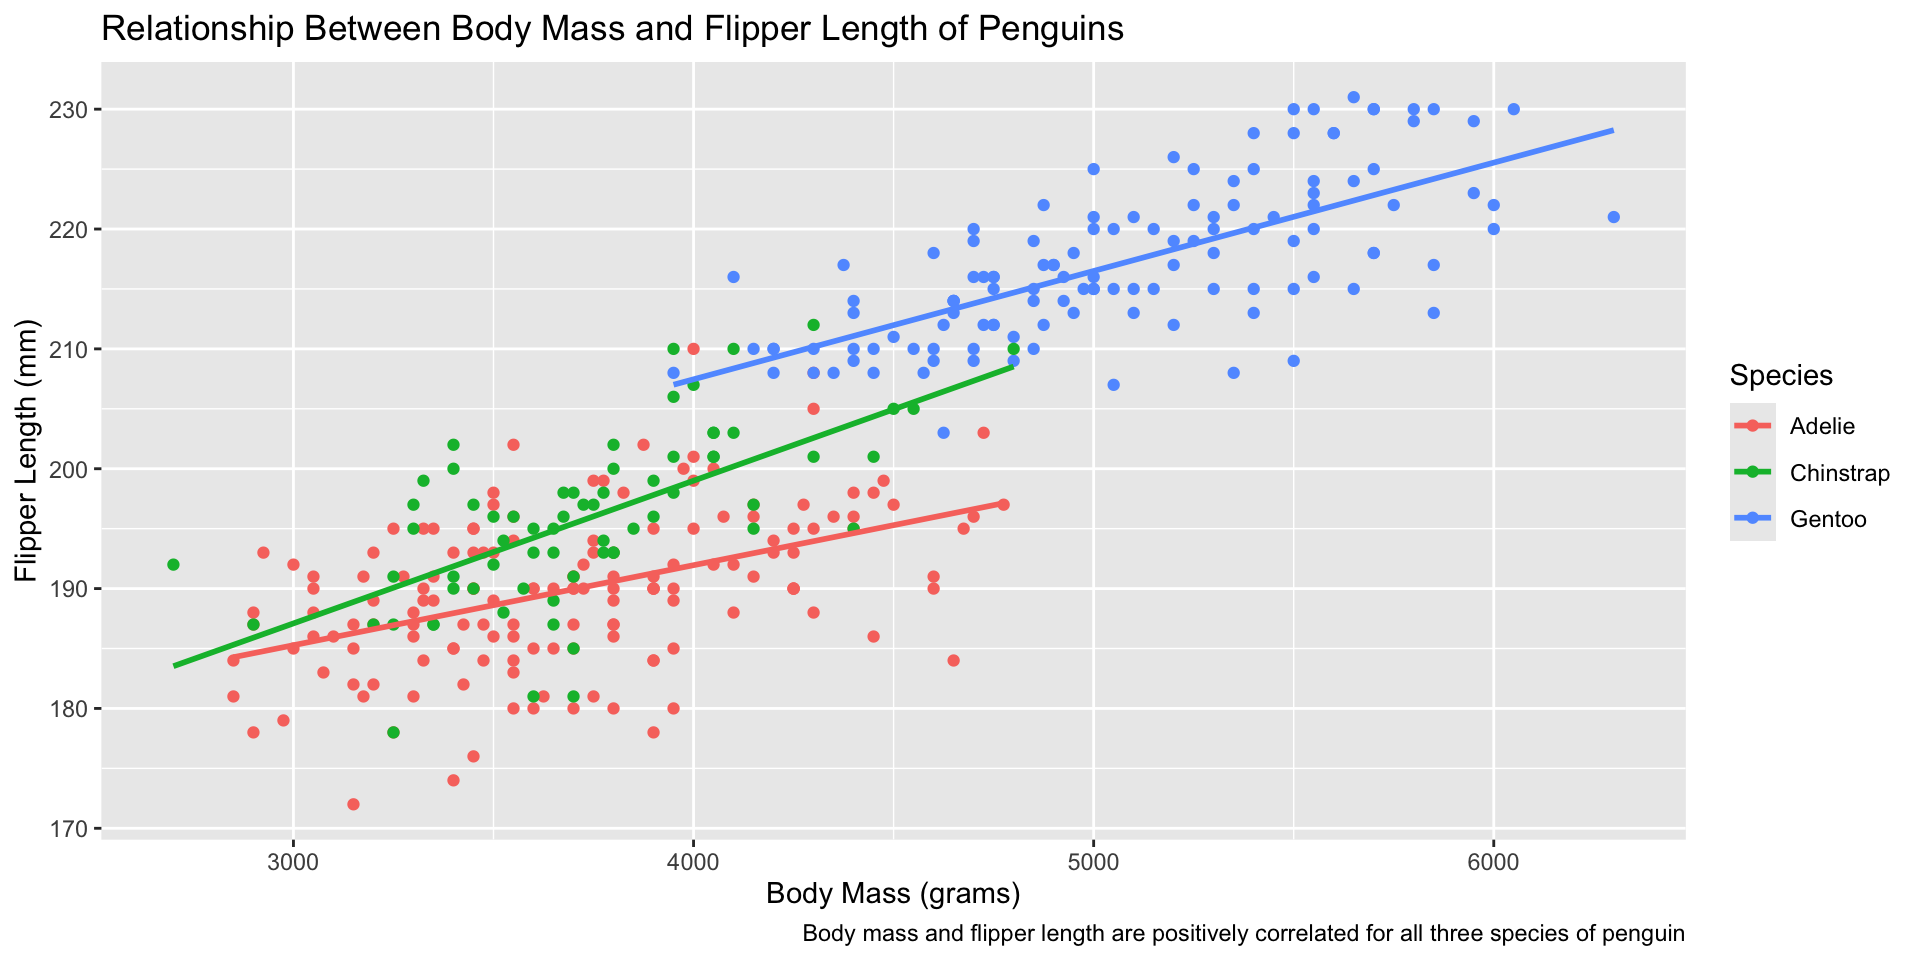 Relationship Between Body Mass and Flipper Length of Penguins
Flipper Length (mm)
230
220
210
200
190
180
170
3000 4000 5000 6000
Body Mass (grams)
Species
Adelie
Chinstrap
Gentoo
Body mass and flipper length are positively correlated for all three species of penguin